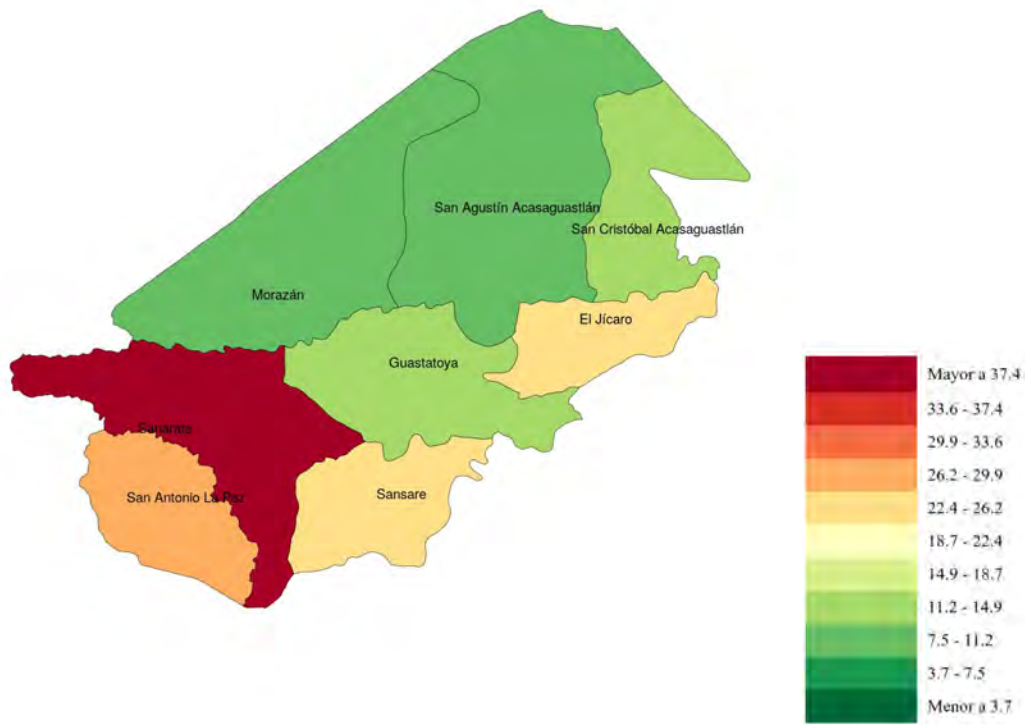 San Agustín Acasaguastlán
San Cristóbal Acasaguastlán
Morazán
El Jícaro
Guastatoya
Sanarate
San Antonio La Paz
Sansare
Mayor a 37.4
33.6 - 37.4
29.9 - 33.6
26.2 - 29.9
22.4 - 26.2
18.7 - 22.4
14.9 - 18.7
11.2 - 14.9
7.5 - 11.2
3.7 - 7.5
Menor a 3.7